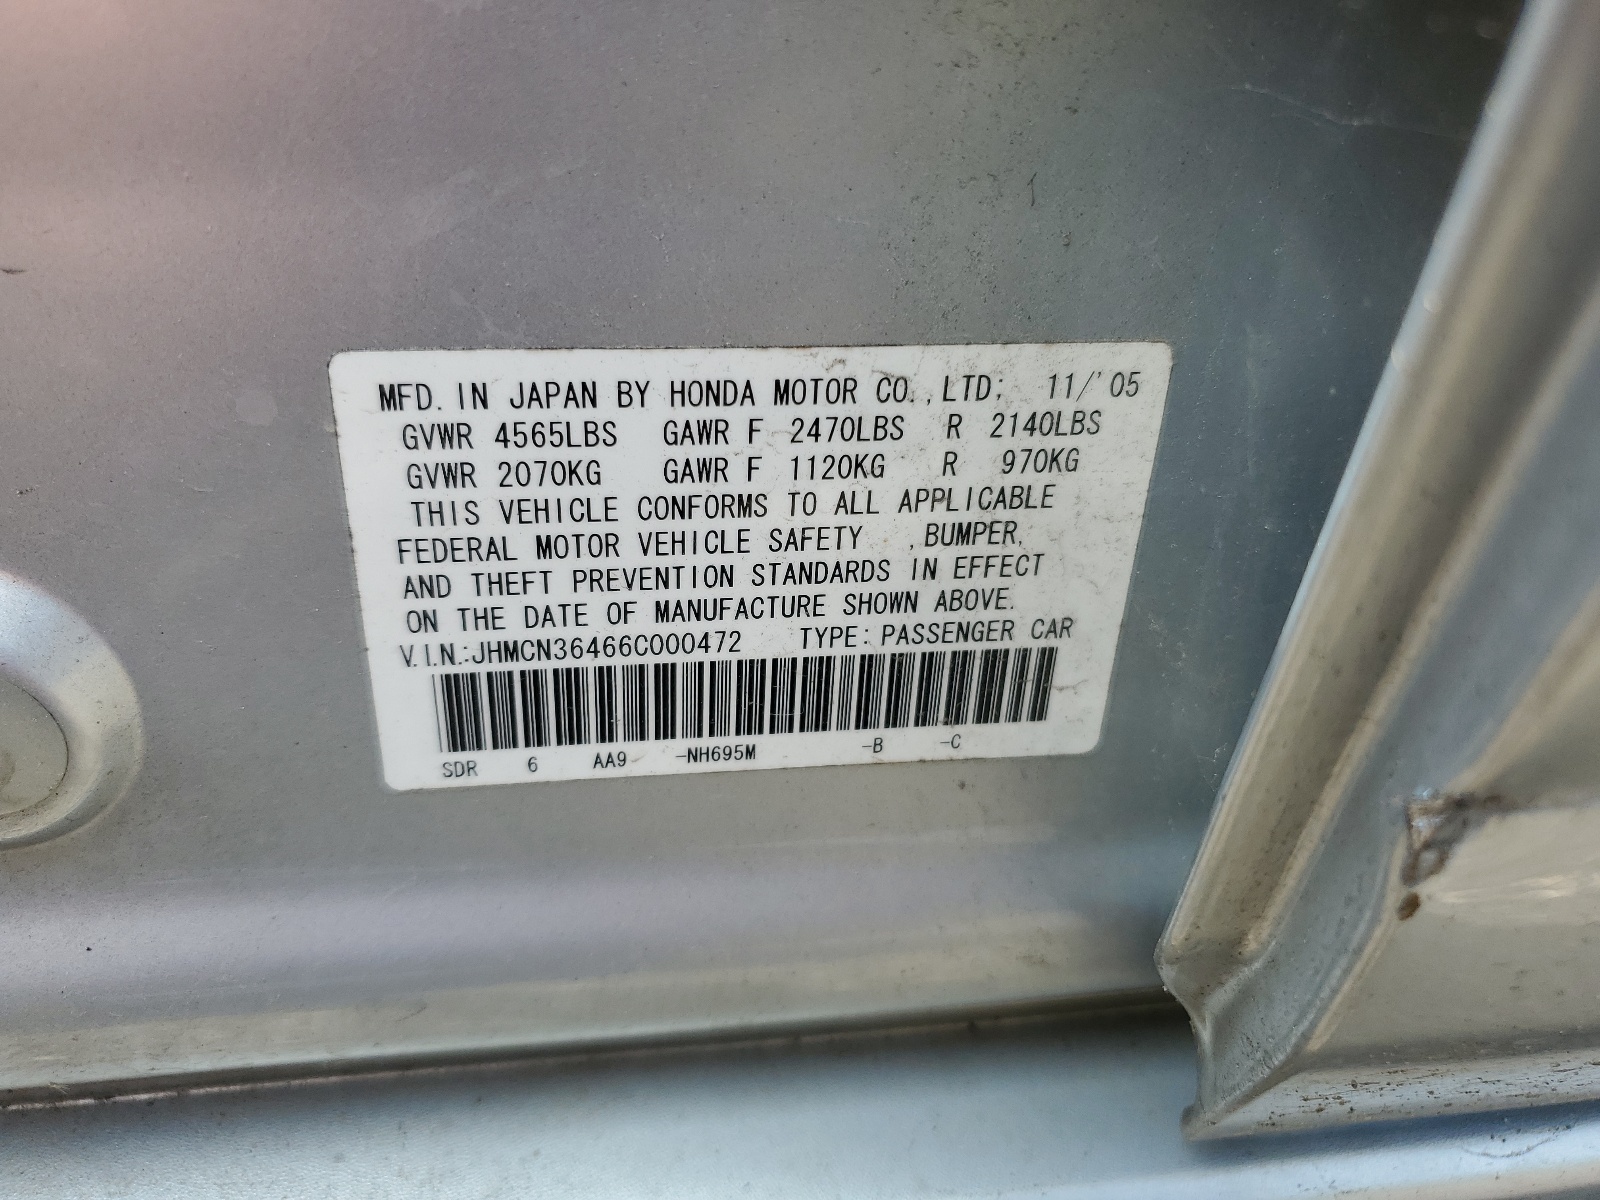 MFD. IN JAPAN BY HONDA MOTOR CO.,LTD; 11/'05
GVWR 4565LBS GAWR F 2470LBS R 2140LBS
GVWR 2070KG GAWR F 1120KG R 970KG
THIS VEHICLE CONFORMS TO ALL APPLICABLE
FEDERAL MOTOR VEHICLE SAFETY ,BUMPER,
AND THEFT PREVENTION STANDARDS IN EFFECT
ON THE DATE OF MANUFACTURE SHOWN ABOVE.
V.I.N.:JHMCN36466C000472 TYPE: PASSENGER CAR
SDR 6 AA9 -NH695M -B -C